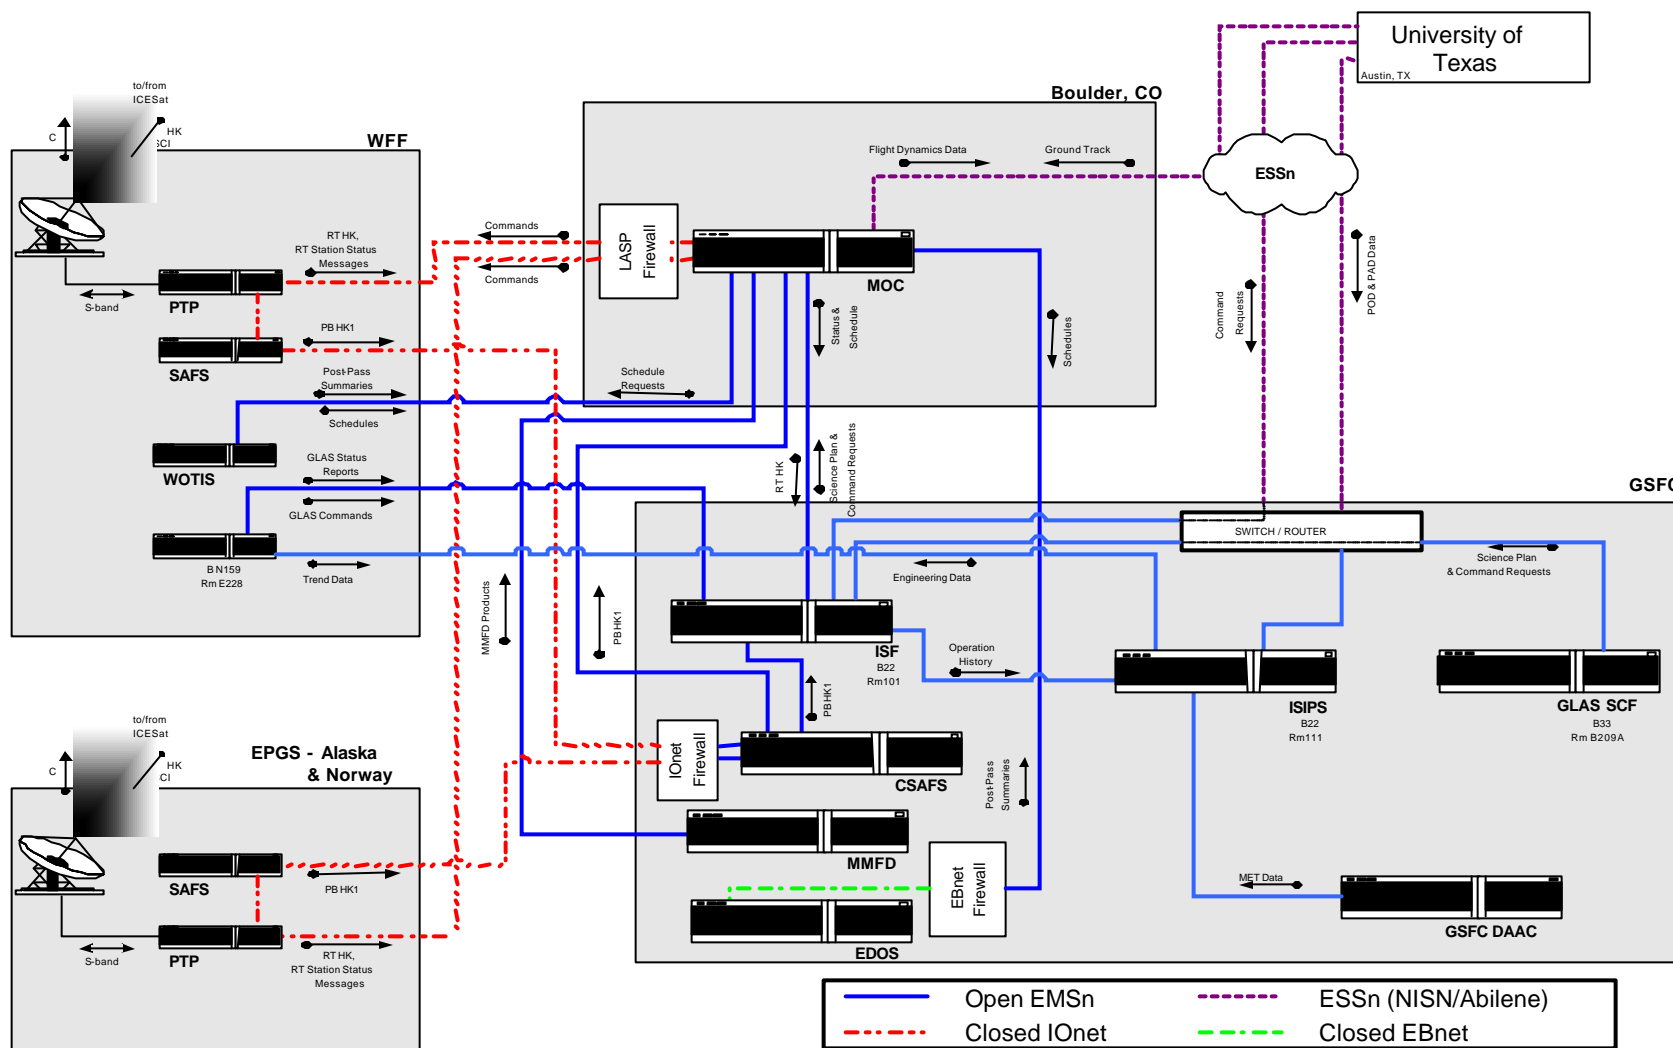 University of
Texas
Austin, TX
Boulder, CO
to/from
ICESat
C
HK
SCI
WFF
Flight Dynamics Data
Ground Track
ESSn
LASP
Firewall
Commands
Commands
MOC
RT HK,
RT Station Status
Messages
PTP
S-band
PB HK1
SAFS
Status &
Schedule
Schedules
Command
Requests
POD & PAD Data
Post-Pass
Summaries
Schedules
Schedule
Requests
WOTIS
GLAS Status
Reports
GLAS Commands
RT HK
Science Plan &
Command Requests
GSFC
SWITCH / ROUTER
B N159
Rm E228
Trend Data
Engineering Data
Science Plan
& Command Requests
MMFD Products
PB HK1
ISF
B22
Rm101
Operation
History
ISIPS
B22
Rm111
GLAS SCF
B33
Rm B209A
PB HK1
to/from
ICESat
C
HK
CI
EPGS - Alaska
& Norway
IOnet
Firewall
CSAFS
Post-Pass
Summaries
MMFD
EBnet
Firewall
SAFS
PB HK1
MET Data
GSFC DAAC
EDOS
PTP
S-band
RT HK,
RT Station Status
Messages
Open EMSn
ESSn (NISN/Abilene)
Closed IOnet
Closed EBnet